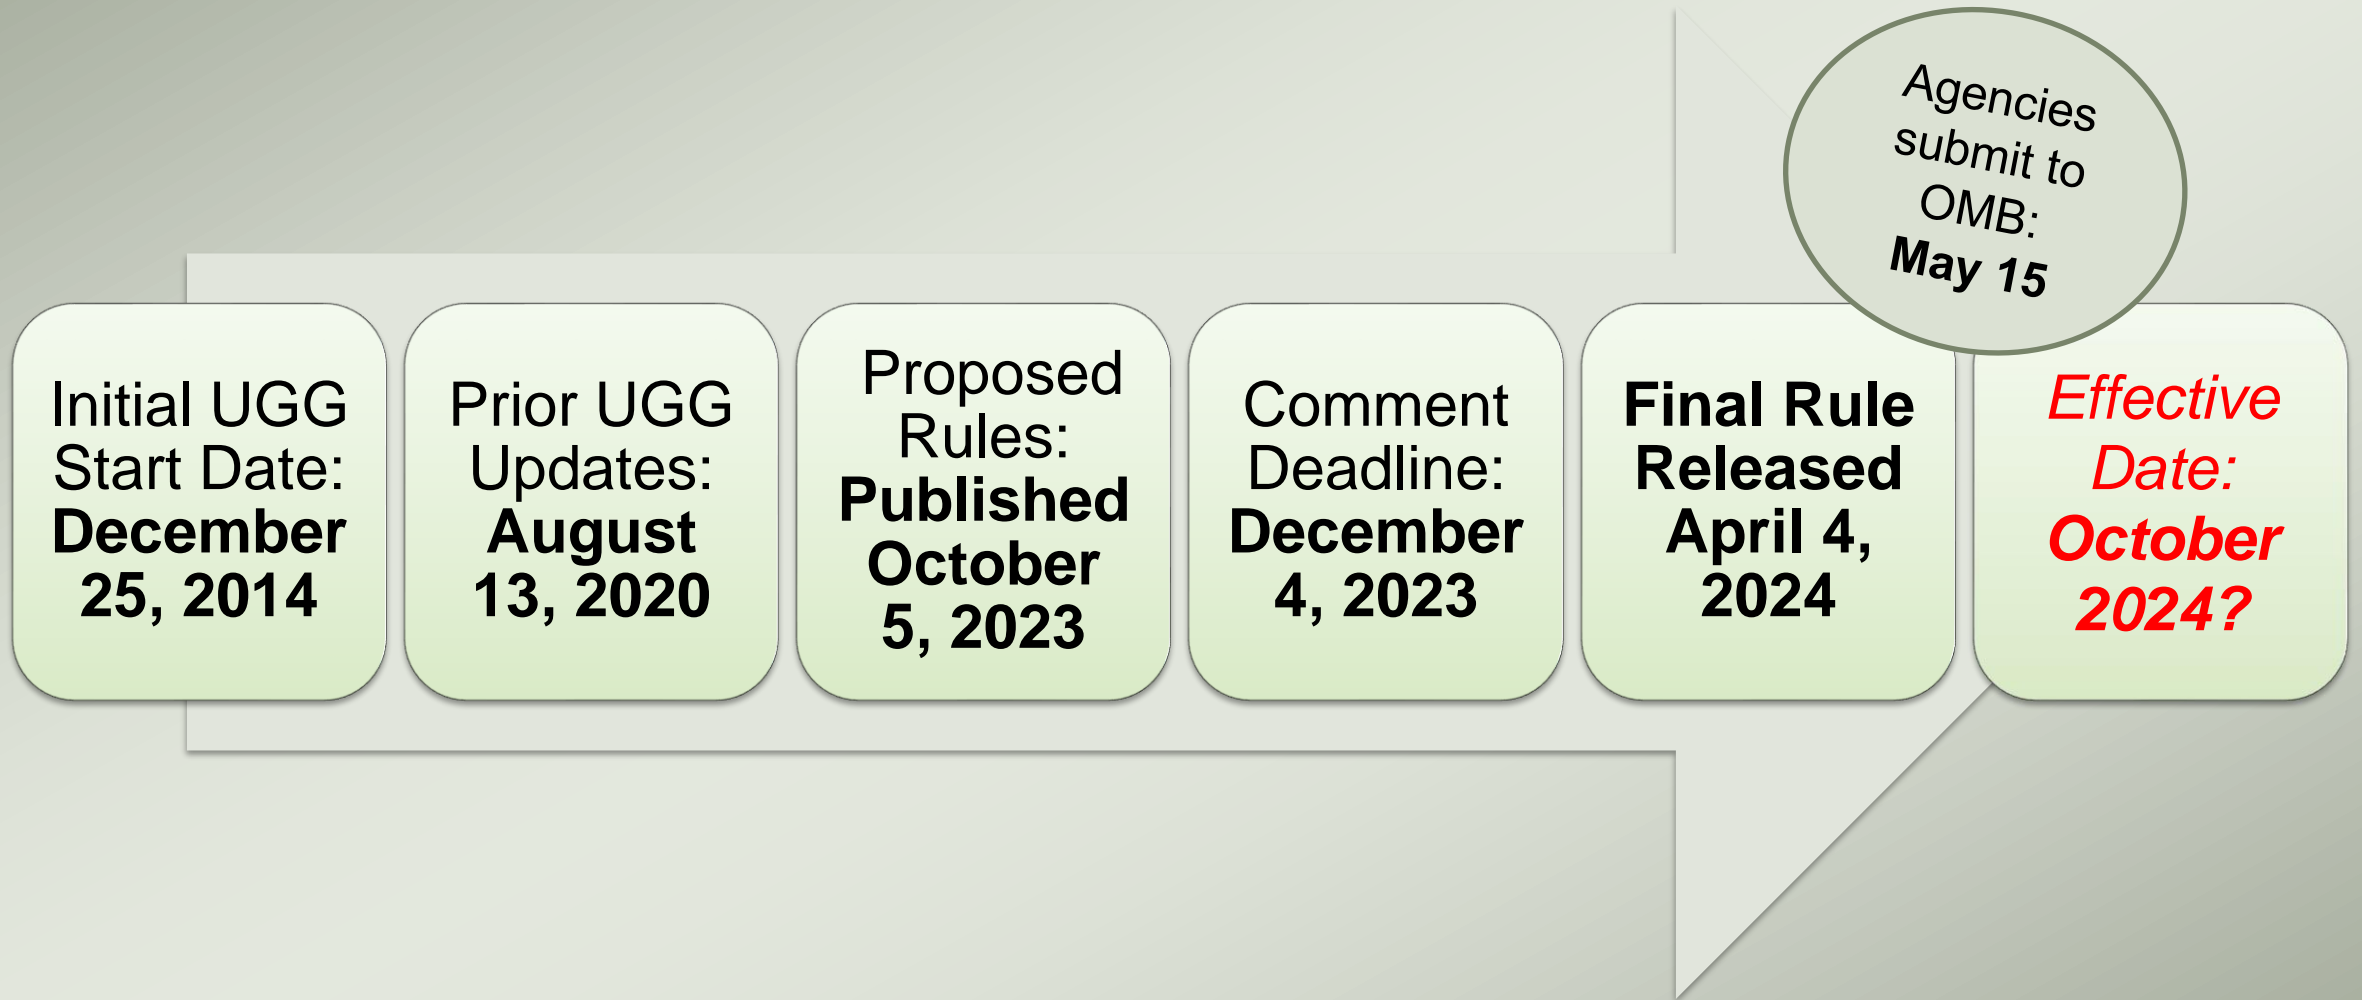 Agencies
submit to
OMB:
May 15
Initial UGG
Start Date:
December
25, 2014
Prior UGG
Updates:
August
13, 2020
Proposed
Rules:
Published
October
5, 2023
Comment
Deadline:
December
4, 2023
Final Rule
Released
April 4,
2024
Effective
Date:
October
2024?